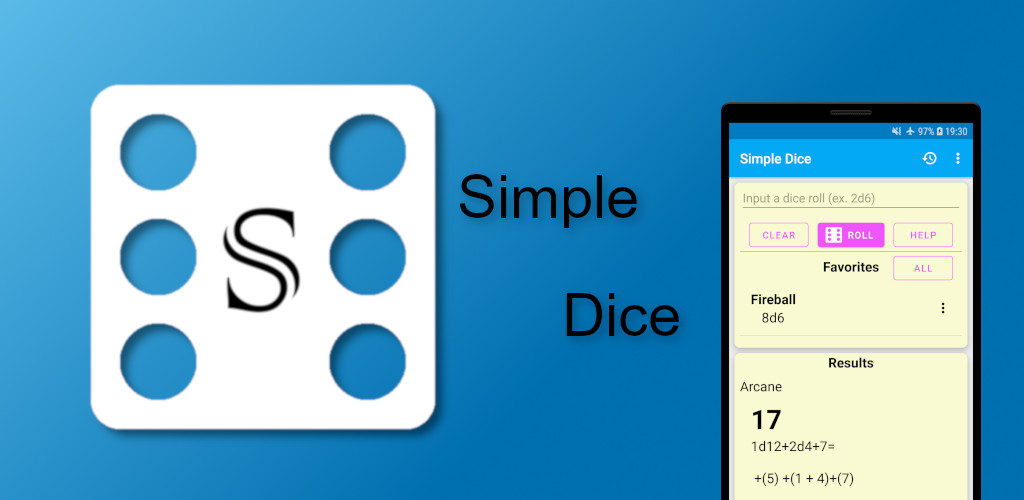 S
Simple
Dice
97% 19:30
Simple Dice
Input a dice roll (ex. 2d6)
CLEAR ROLL HELP
Favorites ALL
Fireball
8d6
Results
Arcane
17
1d12+2d4+7=
+(5) +(1 + 4)+(7)